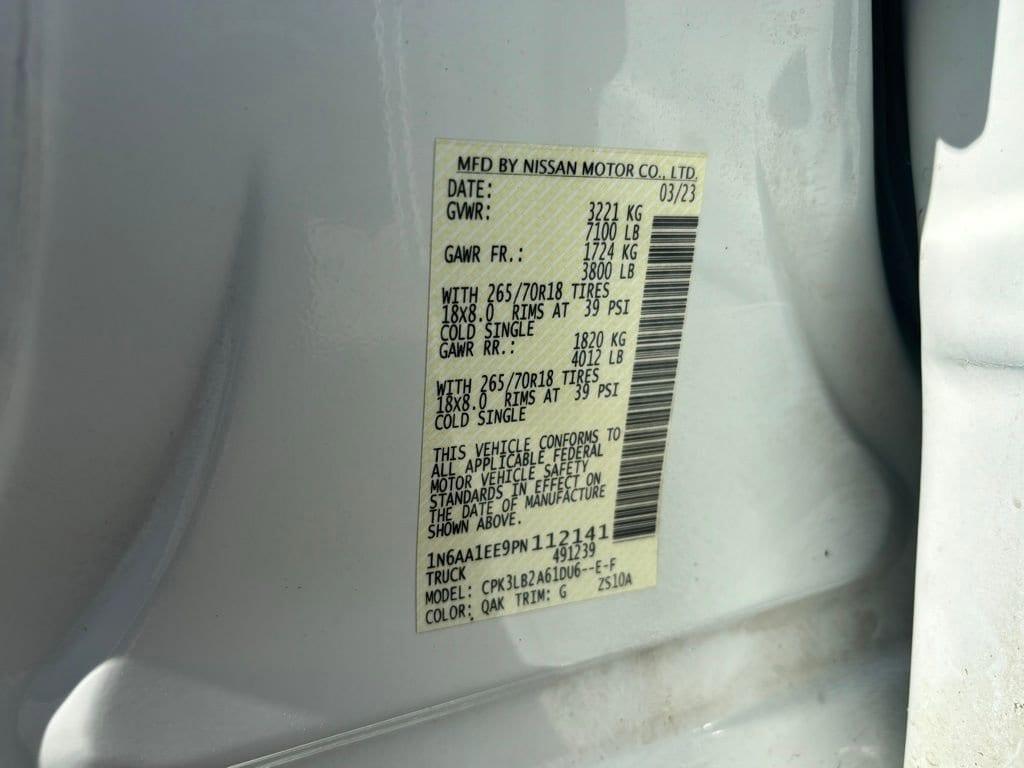 MFD BY NISSAN MOTOR CO., LTD.
DATE: 03/23
GVWR: 3221 KG
7100 LB
GAWR FR.: 1724 KG
3800 LB
WITH 265/70R18 TIRES
18X8.0 RIMS AT 39 PSI
COLD SINGLE
GAWR RR.: 1820 KG
4012 LB
WITH 265/70R18 TIRES
18X8.0 RIMS AT 39 PSI
COLD SINGLE
THIS VEHICLE CONFORMS TO
ALL APPLICABLE FEDERAL
MOTOR VEHICLE SAFETY
STANDARDS IN EFFECT ON
THE DATE OF MANUFACTURE
SHOWN ABOVE.
1N6AA1EE9PN112141
TRUCK 491239
MODEL: CPK3LB2A61DU6--E-F
COLOR: QAK TRIM: G ZS10A